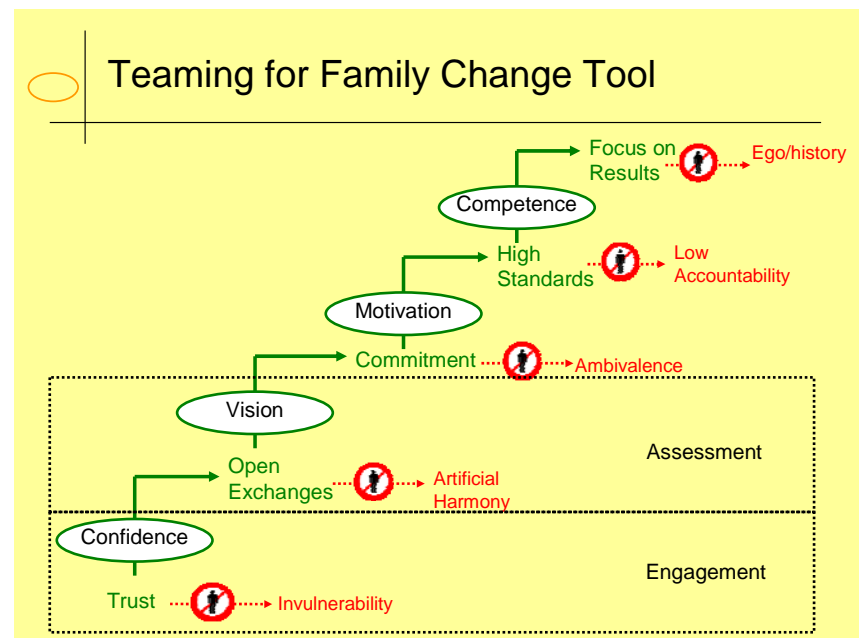 Teaming for Family Change Tool
Focus on
Results
Ego/history
Competence
High
Standards
Low
Accountability
Motivation
Commitment
Ambivalence
Vision
Assessment
Open
Exchanges
Artificial
Harmony
Confidence
Engagement
Trust
Invulnerability